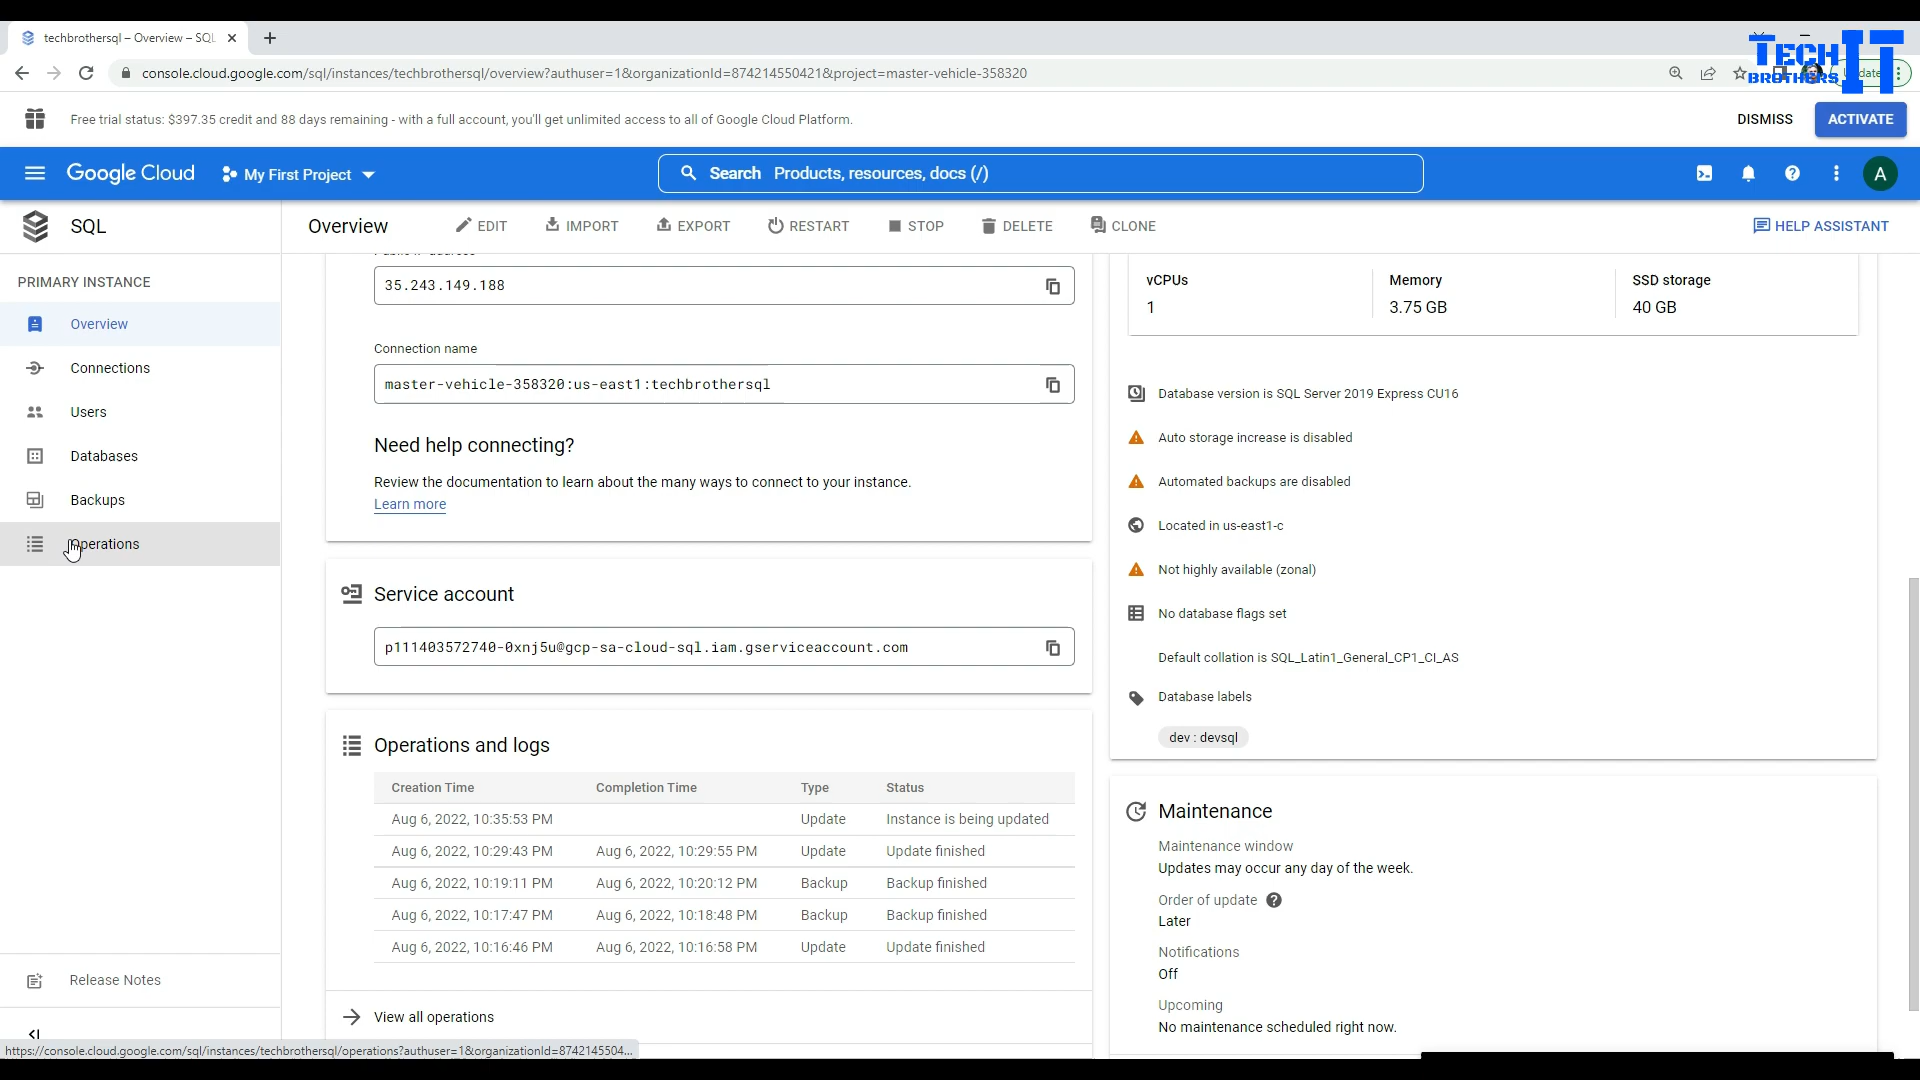 techbrothersql – Overview – SQL
TECH IT
BROTHERS
console.cloud.google.com/sql/instances/techbrothersql/overview?authuser=1&organizationId=874214550421&project=master-vehicle-358320
Free trial status: $397.35 credit and 88 days remaining - with a full account, you'll get unlimited access to all of Google Cloud Platform.
DISMISS
ACTIVATE
Google Cloud
My First Project
Search Products, resources, docs (/)
A
SQL
Overview
EDIT
IMPORT
EXPORT
RESTART
STOP
DELETE
CLONE
HELP ASSISTANT
PRIMARY INSTANCE
Overview
Connections
Users
Databases
Backups
Operations
Release Notes
35.243.149.188
Connection name
master-vehicle-358320:us-east1:techbrothersql
Need help connecting?
Review the documentation to learn about the many ways to connect to your instance.
Learn more
Service account
p111403572740-0xnj5u@gcp-sa-cloud-sql.iam.gserviceaccount.com
Operations and logs
Creation Time Completion Time Type Status
Aug 6, 2022, 10:35:53 PM Update Instance is being updated
Aug 6, 2022, 10:29:43 PM Aug 6, 2022, 10:29:55 PM Update Update finished
Aug 6, 2022, 10:19:11 PM Aug 6, 2022, 10:20:12 PM Backup Backup finished
Aug 6, 2022, 10:17:47 PM Aug 6, 2022, 10:18:48 PM Backup Backup finished
Aug 6, 2022, 10:16:46 PM Aug 6, 2022, 10:16:58 PM Update Update finished
View all operations
vCPUs Memory SSD storage
1 3.75 GB 40 GB
Database version is SQL Server 2019 Express CU16
Auto storage increase is disabled
Automated backups are disabled
Located in us-east1-c
Not highly available (zonal)
No database flags set
Default collation is SQL_Latin1_General_CP1_CI_AS
Database labels
dev : devsql
Maintenance
Maintenance window
Updates may occur any day of the week.
Order of update
Later
Notifications
Off
Upcoming
No maintenance scheduled right now.
https://console.cloud.google.com/sql/instances/techbrothersql/operations?authuser=1&organizationId=8742145504...